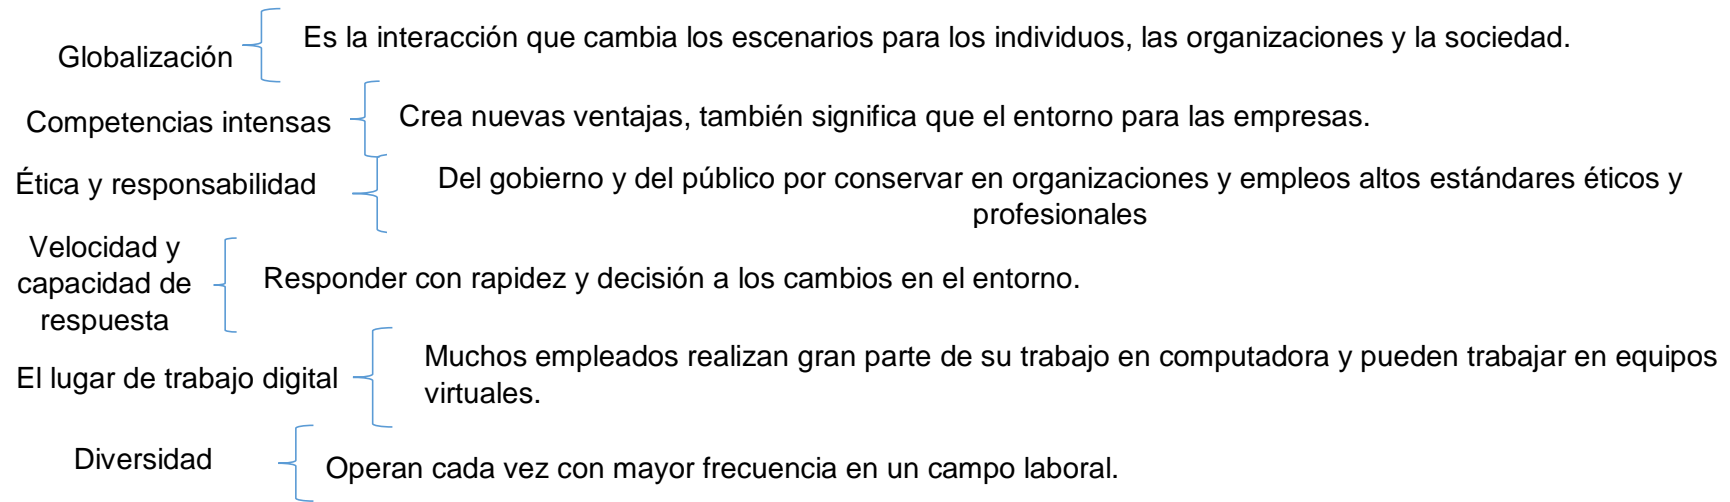 Globalización
Es la interacción que cambia los escenarios para los individuos, las organizaciones y la sociedad.
Competencias intensas
Crea nuevas ventajas, también significa que el entorno para las empresas.
Ética y responsabilidad
Del gobierno y del público por conservar en organizaciones y empleos altos estándares éticos y
profesionales
Velocidad y
capacidad de
respuesta
Responder con rapidez y decisión a los cambios en el entorno.
El lugar de trabajo digital
Muchos empleados realizan gran parte de su trabajo en computadora y pueden trabajar en equipos
virtuales.
Diversidad
Operan cada vez con mayor frecuencia en un campo laboral.